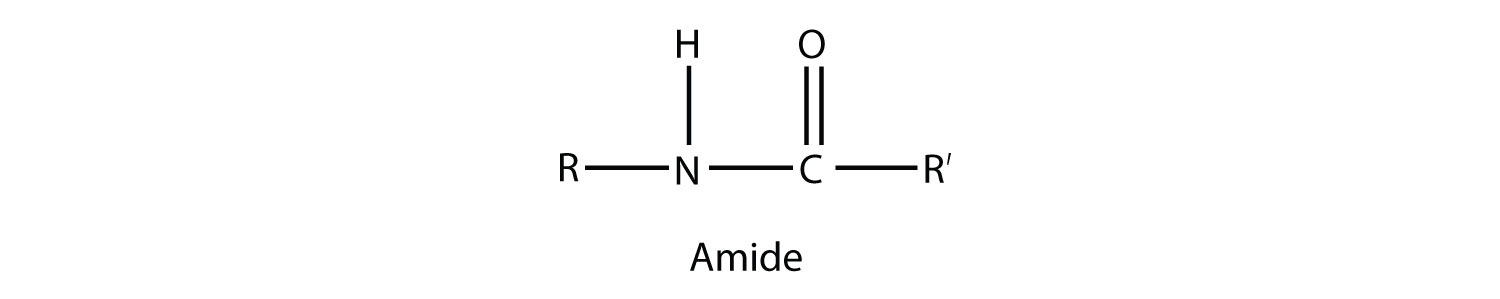 H O
R N C R′
Amide